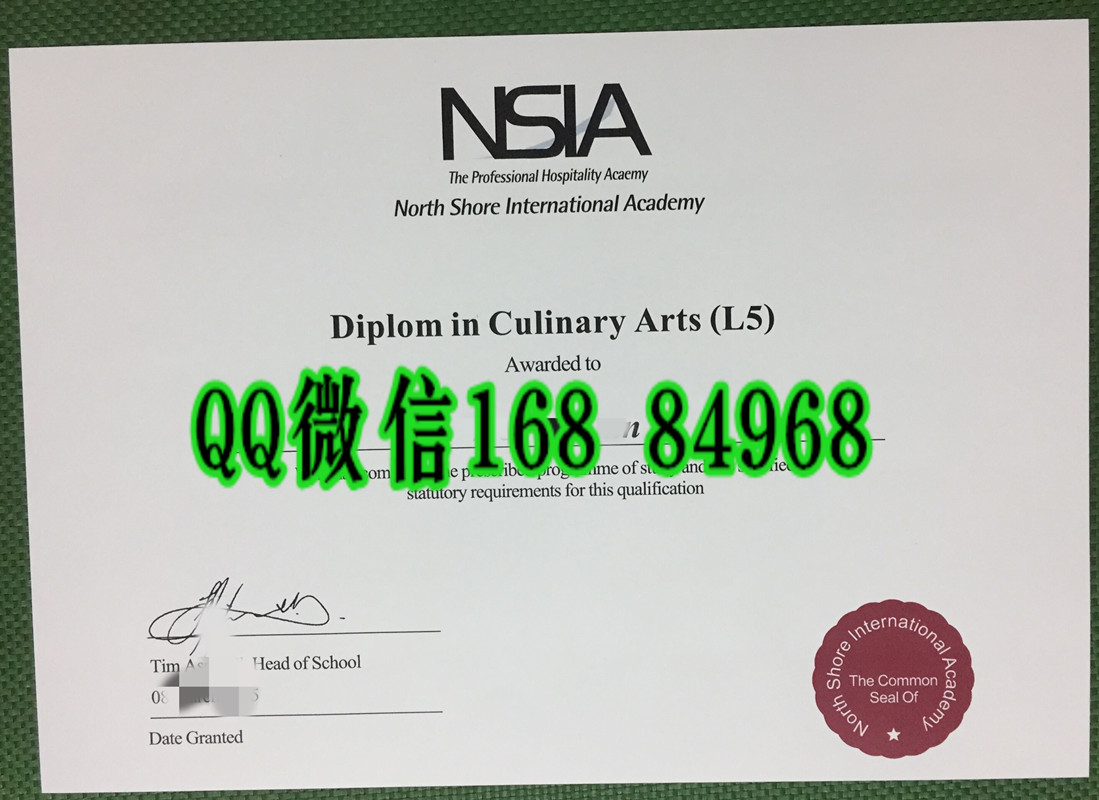 NSIA
The Professional Hospitality Acaemy
North Shore International Academy
Diplom in Culinary Arts (L5)
Awarded to
n
QQ微信168 84968
of and
statutory requirements for this qualification
Tim Head of School
Date Granted
North Shore International Academy
The Common
Seal Of